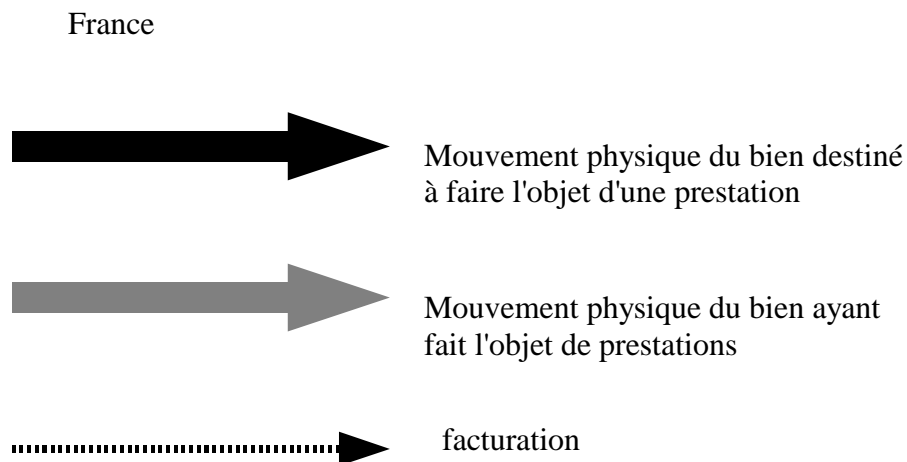 France
Mouvement physique du bien destiné
à faire l'objet d'une prestation
Mouvement physique du bien ayant
fait l'objet de prestations
facturation